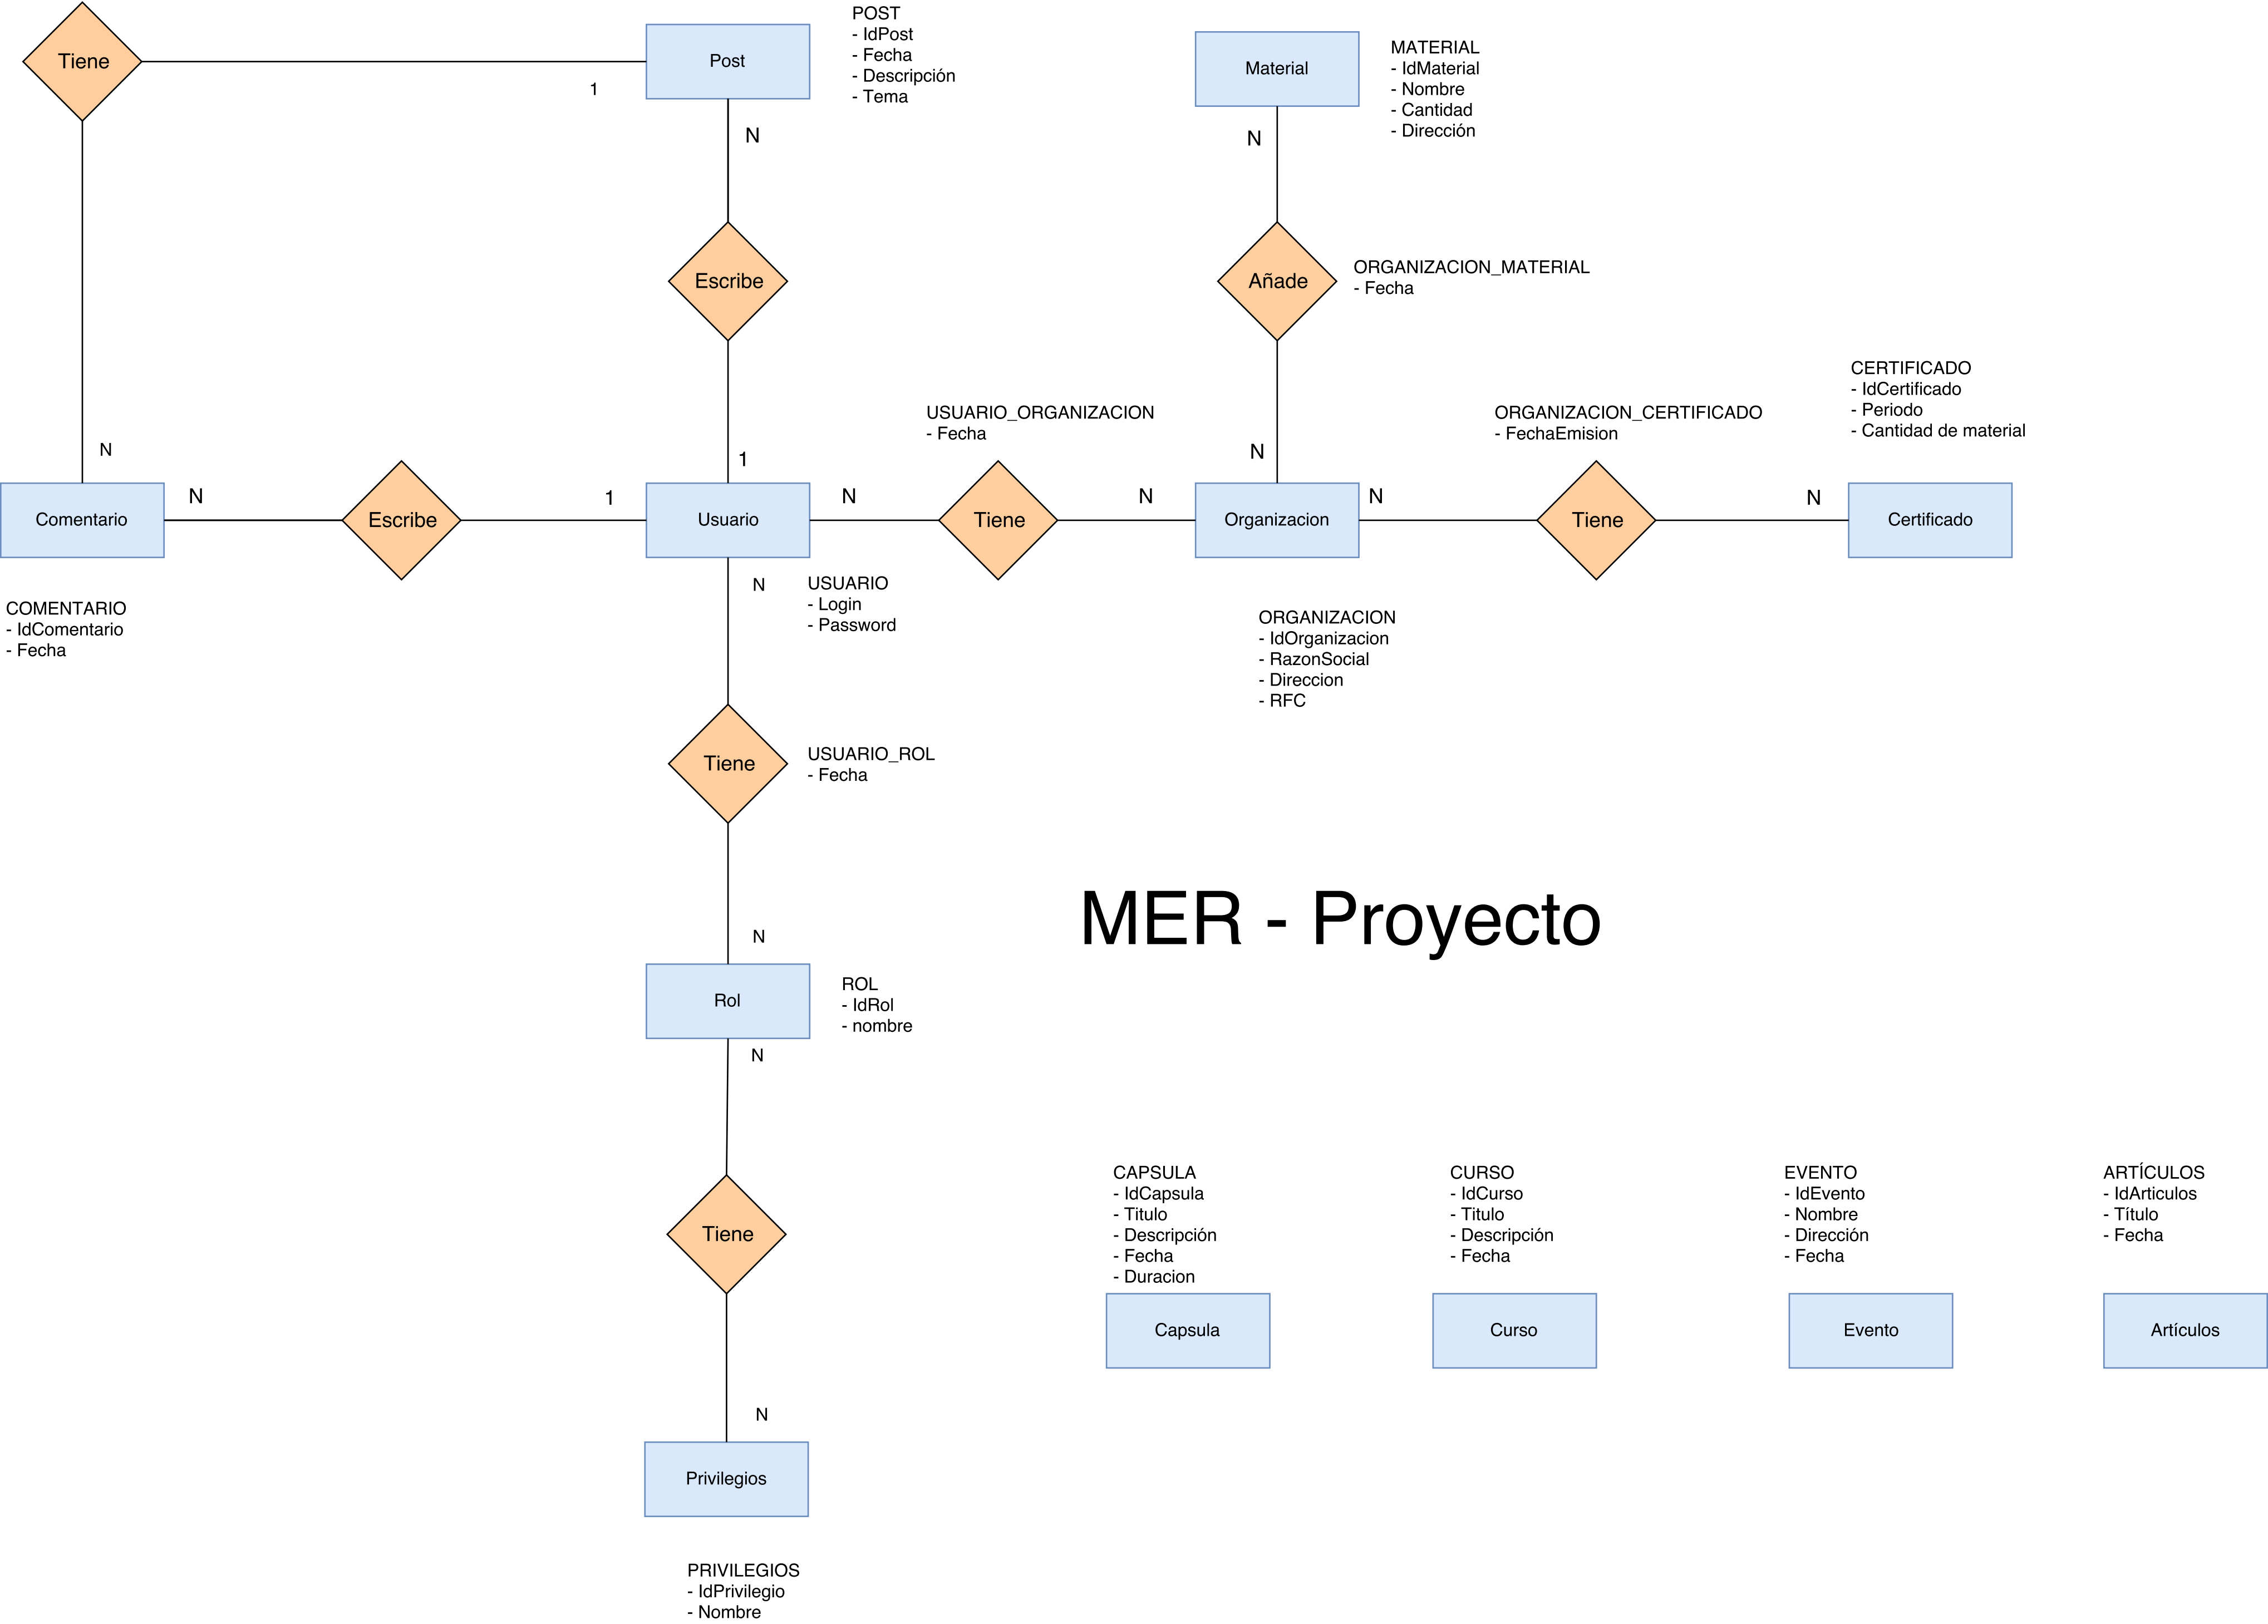 POST
- IdPost
- Fecha
- Descripción
- Tema
Tiene
Post
1
N
Material
MATERIAL
- IdMaterial
- Nombre
- Cantidad
- Dirección
N
Escribe
Añade
ORGANIZACION_MATERIAL
- Fecha
CERTIFICADO
- IdCertificado
- Periodo
- Cantidad de material
USUARIO_ORGANIZACION
- Fecha
ORGANIZACION_CERTIFICADO
- FechaEmision
N
1
N
Comentario
N
Escribe
1
Usuario
N
Tiene
N
Organizacion
N
Tiene
N
Certificado
COMENTARIO
- IdComentario
- Fecha
N
USUARIO
- Login
- Password
ORGANIZACION
- IdOrganizacion
- RazonSocial
- Direccion
- RFC
Tiene
USUARIO_ROL
- Fecha
N
MER - Proyecto
Rol
ROL
- IdRol
- nombre
N
Tiene
N
Privilegios
PRIVILEGIOS
- IdPrivilegio
- Nombre
CAPSULA
- IdCapsula
- Titulo
- Descripción
- Fecha
- Duracion
Capsula
CURSO
- IdCurso
- Titulo
- Descripción
- Fecha
Curso
EVENTO
- IdEvento
- Nombre
- Dirección
- Fecha
Evento
ARTÍCULOS
- IdArticulos
- Título
- Fecha
Artículos